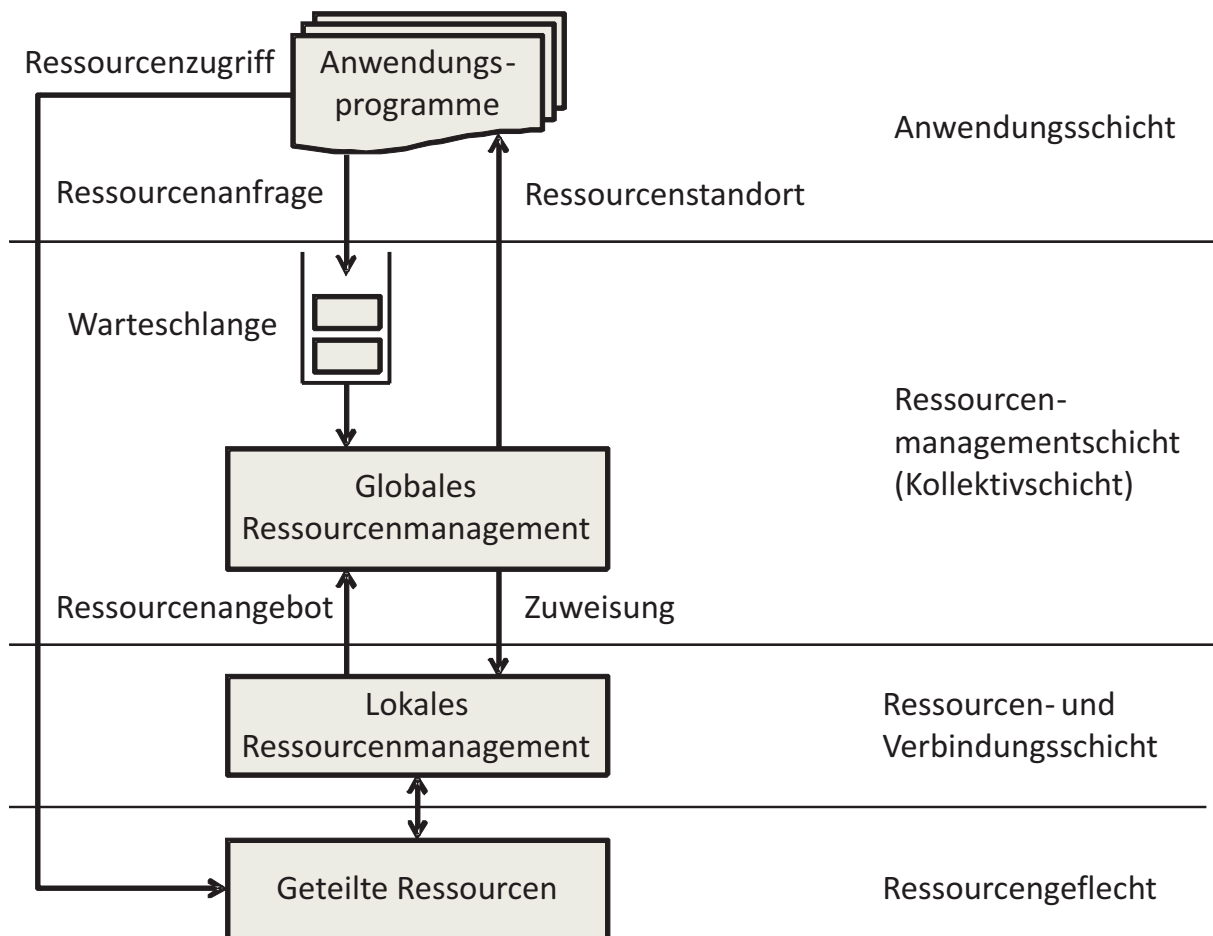 Ressourcenzugriff
Anwendungs-
programme
Anwendungsschicht
Ressourcenanfrage
Ressourcenstandort
Warteschlange
Ressourcen-
managementschicht
(Kollektivschicht)
Globales
Ressourcenmanagement
Ressourcenangebot
Zuweisung
Lokales
Ressourcenmanagement
Ressourcen- und
Verbindungsschicht
Geteilte Ressourcen
Ressourcengeflecht